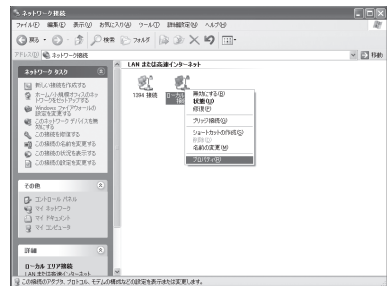 ネットワーク接続
ファイル(F) 編集(E) 表示(V) お気に入り(A) ツール(T) 詳細設定(N) ヘルプ(H)
戻る 検索 フォルダ
アドレス(D) ネットワーク接続 移動
ネットワーク タスク
新しい接続を作成する
ホーム/小規模オフィスのネットワークをセットアップする
Windows ファイアウォールの設定を変更する
このネットワーク デバイスを無効にする
この接続を修復する
この接続の名前を変更する
この接続の状況を表示する
この接続の設定を変更する
その他
コントロール パネル
マイ ネットワーク
マイ ドキュメント
マイ コンピュータ
詳細
ローカル エリア接続
LAN または高速インターネット
LAN または高速インターネット
1394 接続
ローカル
接
無効にする(B)
状態(U)
修復(P)
ブリッジ接続(G)
ショートカットの作成(S)
削除(D)
名前の変更(M)
プロパティ(R)
この接続のアダプタ、プロトコル、モデムの構成などの設定を表示または変更します。